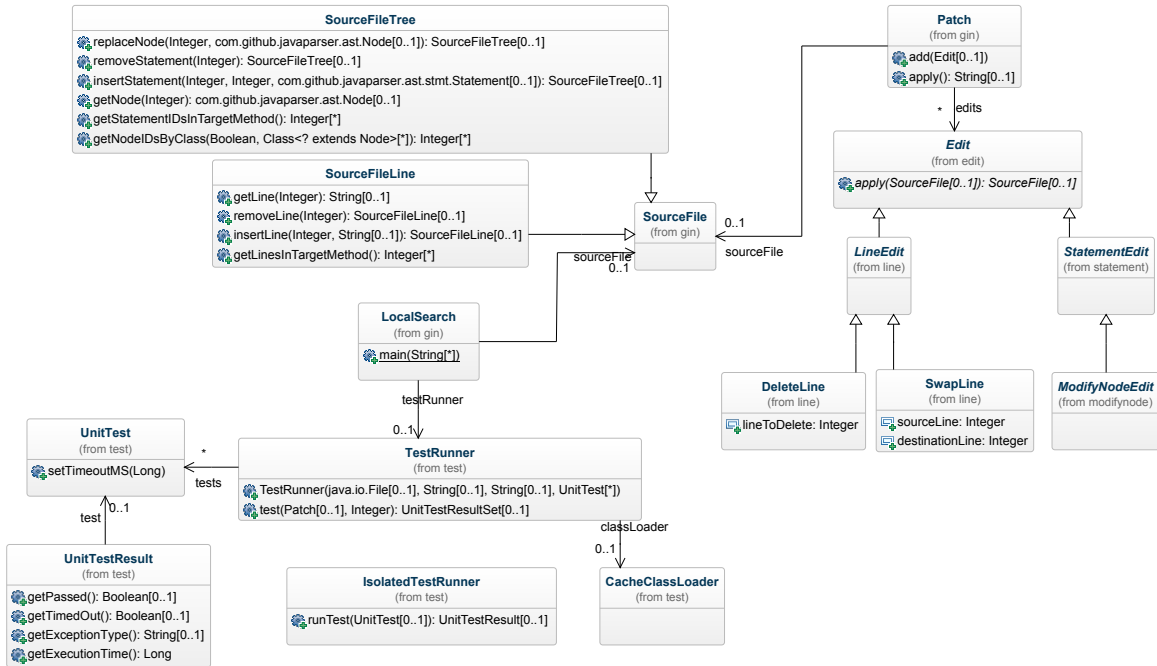 SourceFileTree
replaceNode(Integer, com.github.javaparser.ast.Node[0..1]): SourceFileTree[0..1]
removeStatement(Integer): SourceFileTree[0..1]
insertStatement(Integer, Integer, com.github.javaparser.ast.stmt.Statement[0..1]): SourceFileTree[0..1]
getNode(Integer): com.github.javaparser.ast.Node[0..1]
getStatementIDsInTargetMethod(): Integer[*]
getNodeIDsByClass(Boolean, Class<? extends Node>[*]): Integer[*]
Patch
(from gin)
add(Edit[0..1])
apply(): String[0..1]
* edits
Edit
(from edit)
apply(SourceFile[0..1]): SourceFile[0..1]
SourceFileLine
getLine(Integer): String[0..1]
removeLine(Integer): SourceFileLine[0..1]
insertLine(Integer, String[0..1]): SourceFileLine[0..1]
getLinesInTargetMethod(): Integer[*]
SourceFile
(from gin)
0..1
sourceFile
sourceFile
0..1
LineEdit
(from line)
StatementEdit
(from statement)
LocalSearch
(from gin)
main(String[*])
testRunner
0..1
DeleteLine
(from line)
lineToDelete: Integer
SwapLine
(from line)
sourceLine: Integer
destinationLine: Integer
ModifyNodeEdit
(from modifynode)
UnitTest
(from test)
setTimeoutMS(Long)
*
tests
TestRunner
(from test)
TestRunner(java.io.File[0..1], String[0..1], String[0..1], UnitTest[*])
test(Patch[0..1], Integer): UnitTestResultSet[0..1]
0..1
test
classLoader
0..1
UnitTestResult
(from test)
getPassed(): Boolean[0..1]
getTimedOut(): Boolean[0..1]
getExceptionType(): String[0..1]
getExecutionTime(): Long
IsolatedTestRunner
(from test)
runTest(UnitTest[0..1]): UnitTestResult[0..1]
CacheClassLoader
(from test)